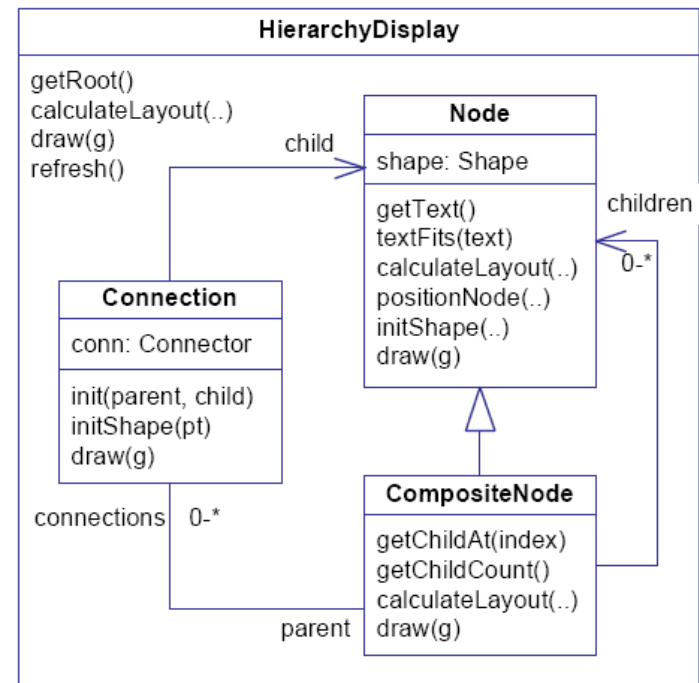 HierarchyDisplay
getRoot()
calculateLayout(..)
draw(g)
refresh()
child
Node
shape: Shape
getText()
textFits(text)
calculateLayout(..)
positionNode(..)
initShape(..)
draw(g)
children
0-*
Connection
conn: Connector
init(parent, child)
initShape(pt)
draw(g)
connections 0-*
parent
CompositeNode
getChildAt(index)
getChildCount()
calculateLayout(..)
draw(g)